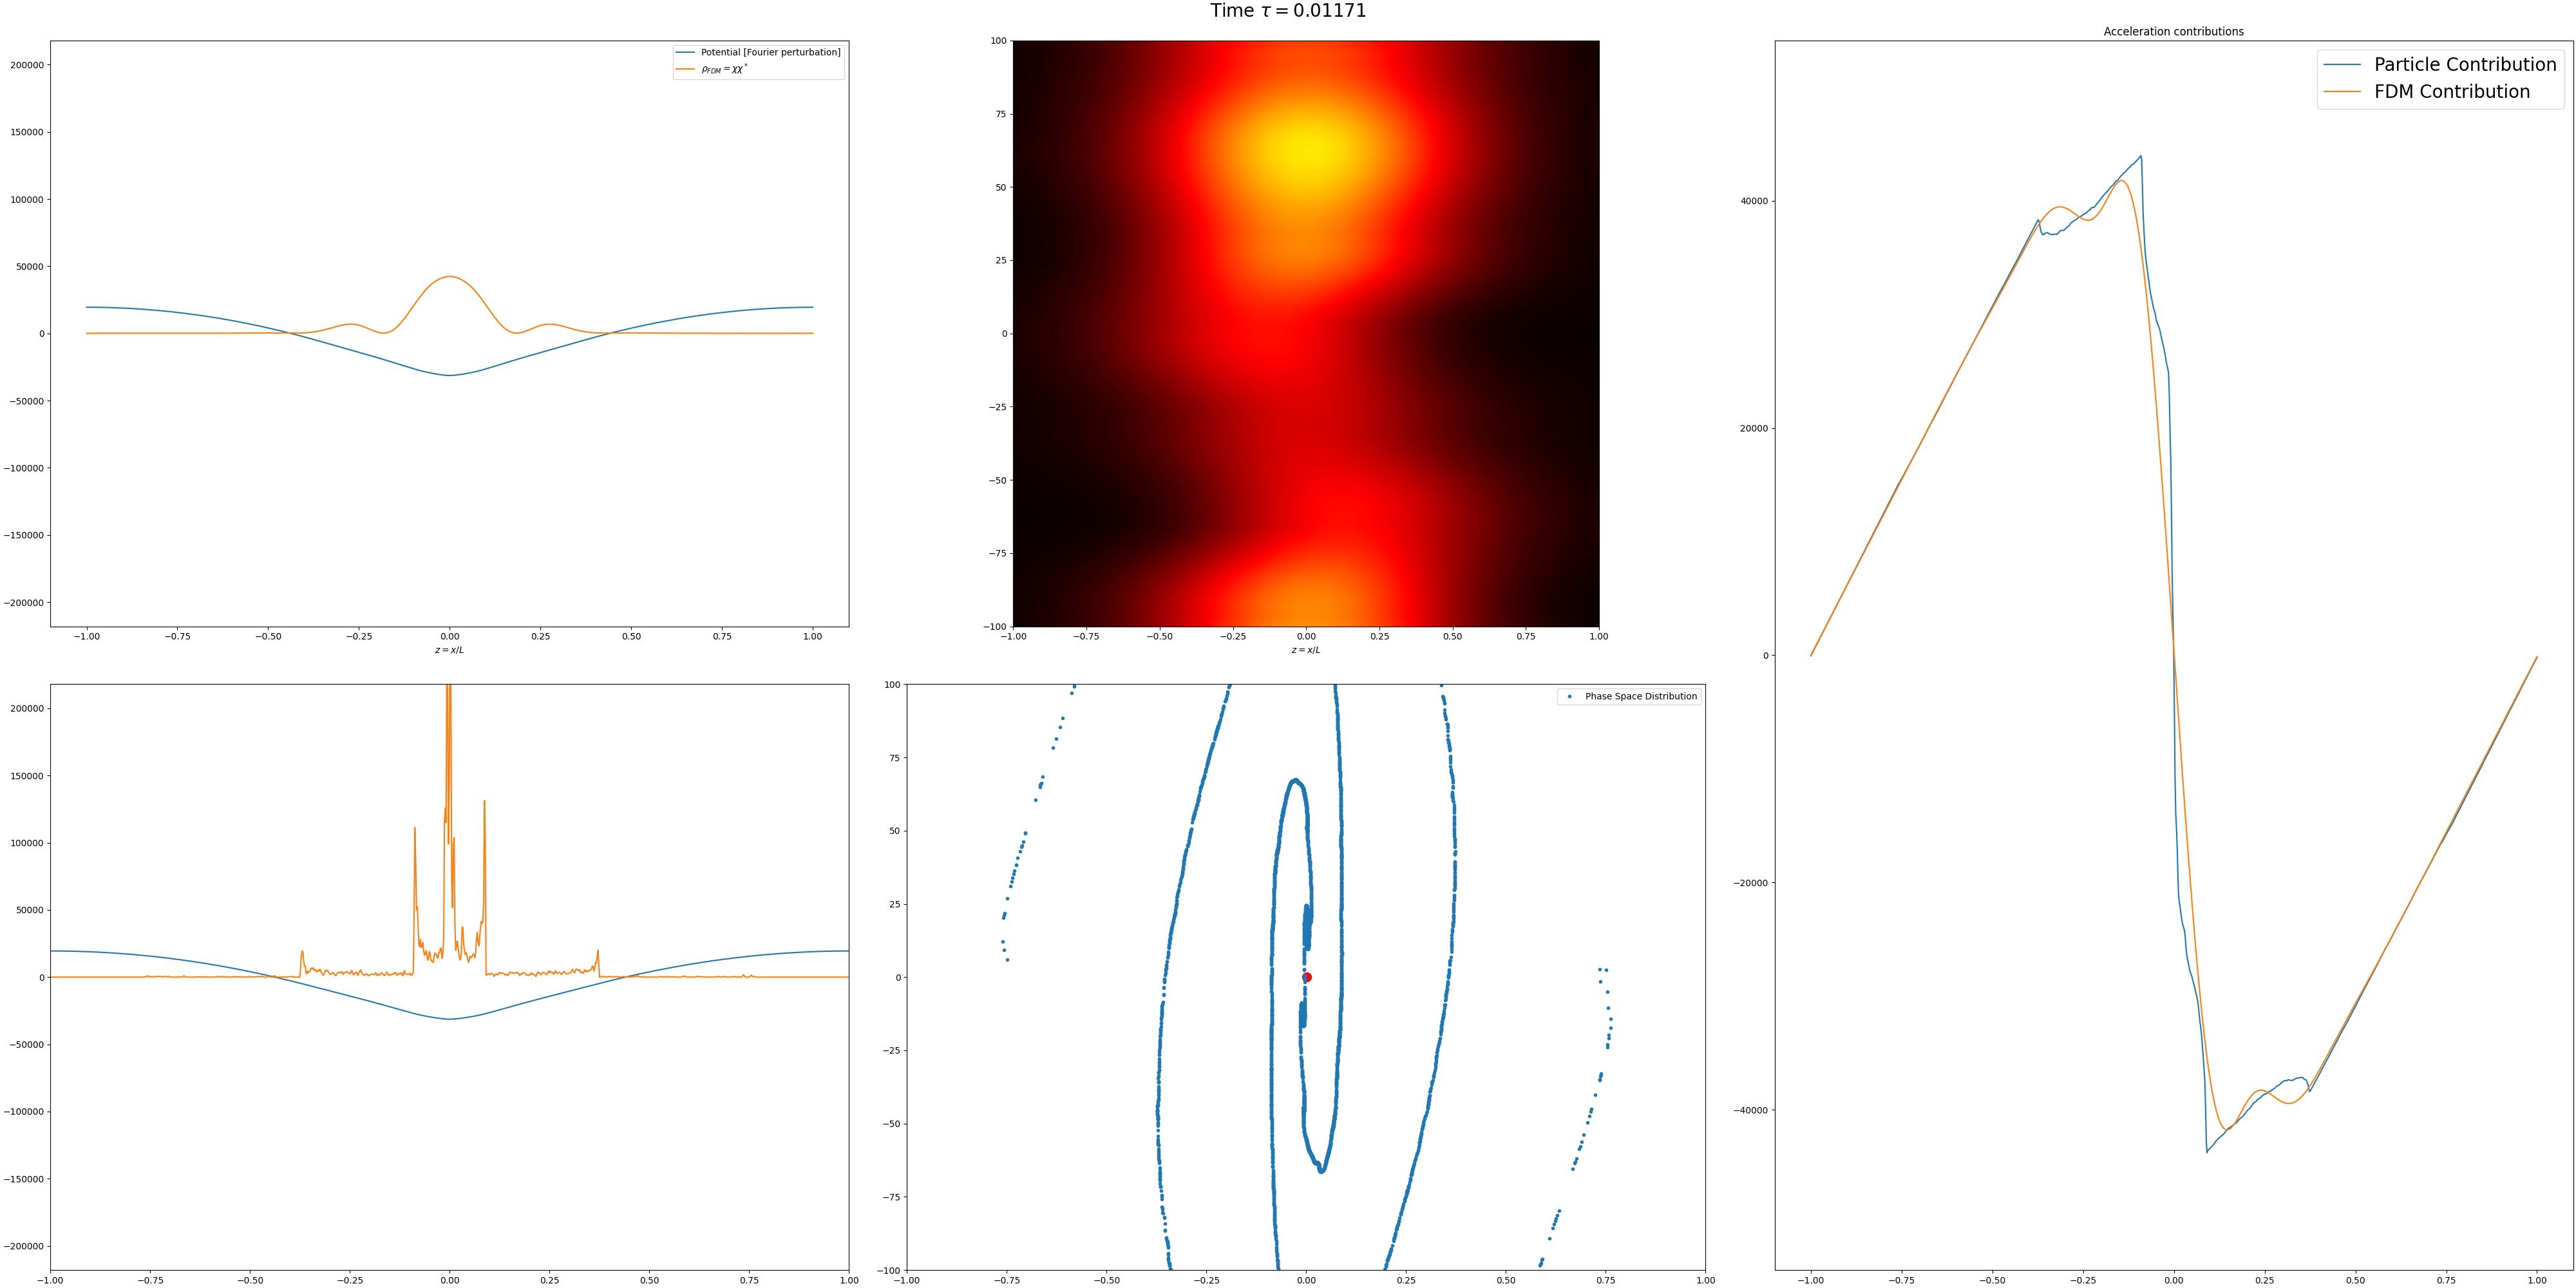 Time τ = 0.01171
Potential [Fourier perturbation]
ρ_FDM = χχ*
200000
150000
100000
50000
0
−50000
−100000
−150000
−200000
−1.00 −0.75 −0.50 −0.25 0.00 0.25 0.50 0.75 1.00
z = x/L
100
75
50
25
0
−25
−50
−75
−100
−1.00 −0.75 −0.50 −0.25 0.00 0.25 0.50 0.75 1.00
z = x/L
Acceleration contributions
Particle Contribution
FDM Contribution
40000
20000
0
−20000
−40000
−1.00 −0.75 −0.50 −0.25 0.00 0.25 0.50 0.75 1.00
200000
150000
100000
50000
0
−50000
−100000
−150000
−200000
−1.00 −0.75 −0.50 −0.25 0.00 0.25 0.50 0.75 1.00
Phase Space Distribution
100
75
50
25
0
−25
−50
−75
−100
−1.00 −0.75 −0.50 −0.25 0.00 0.25 0.50 0.75 1.00